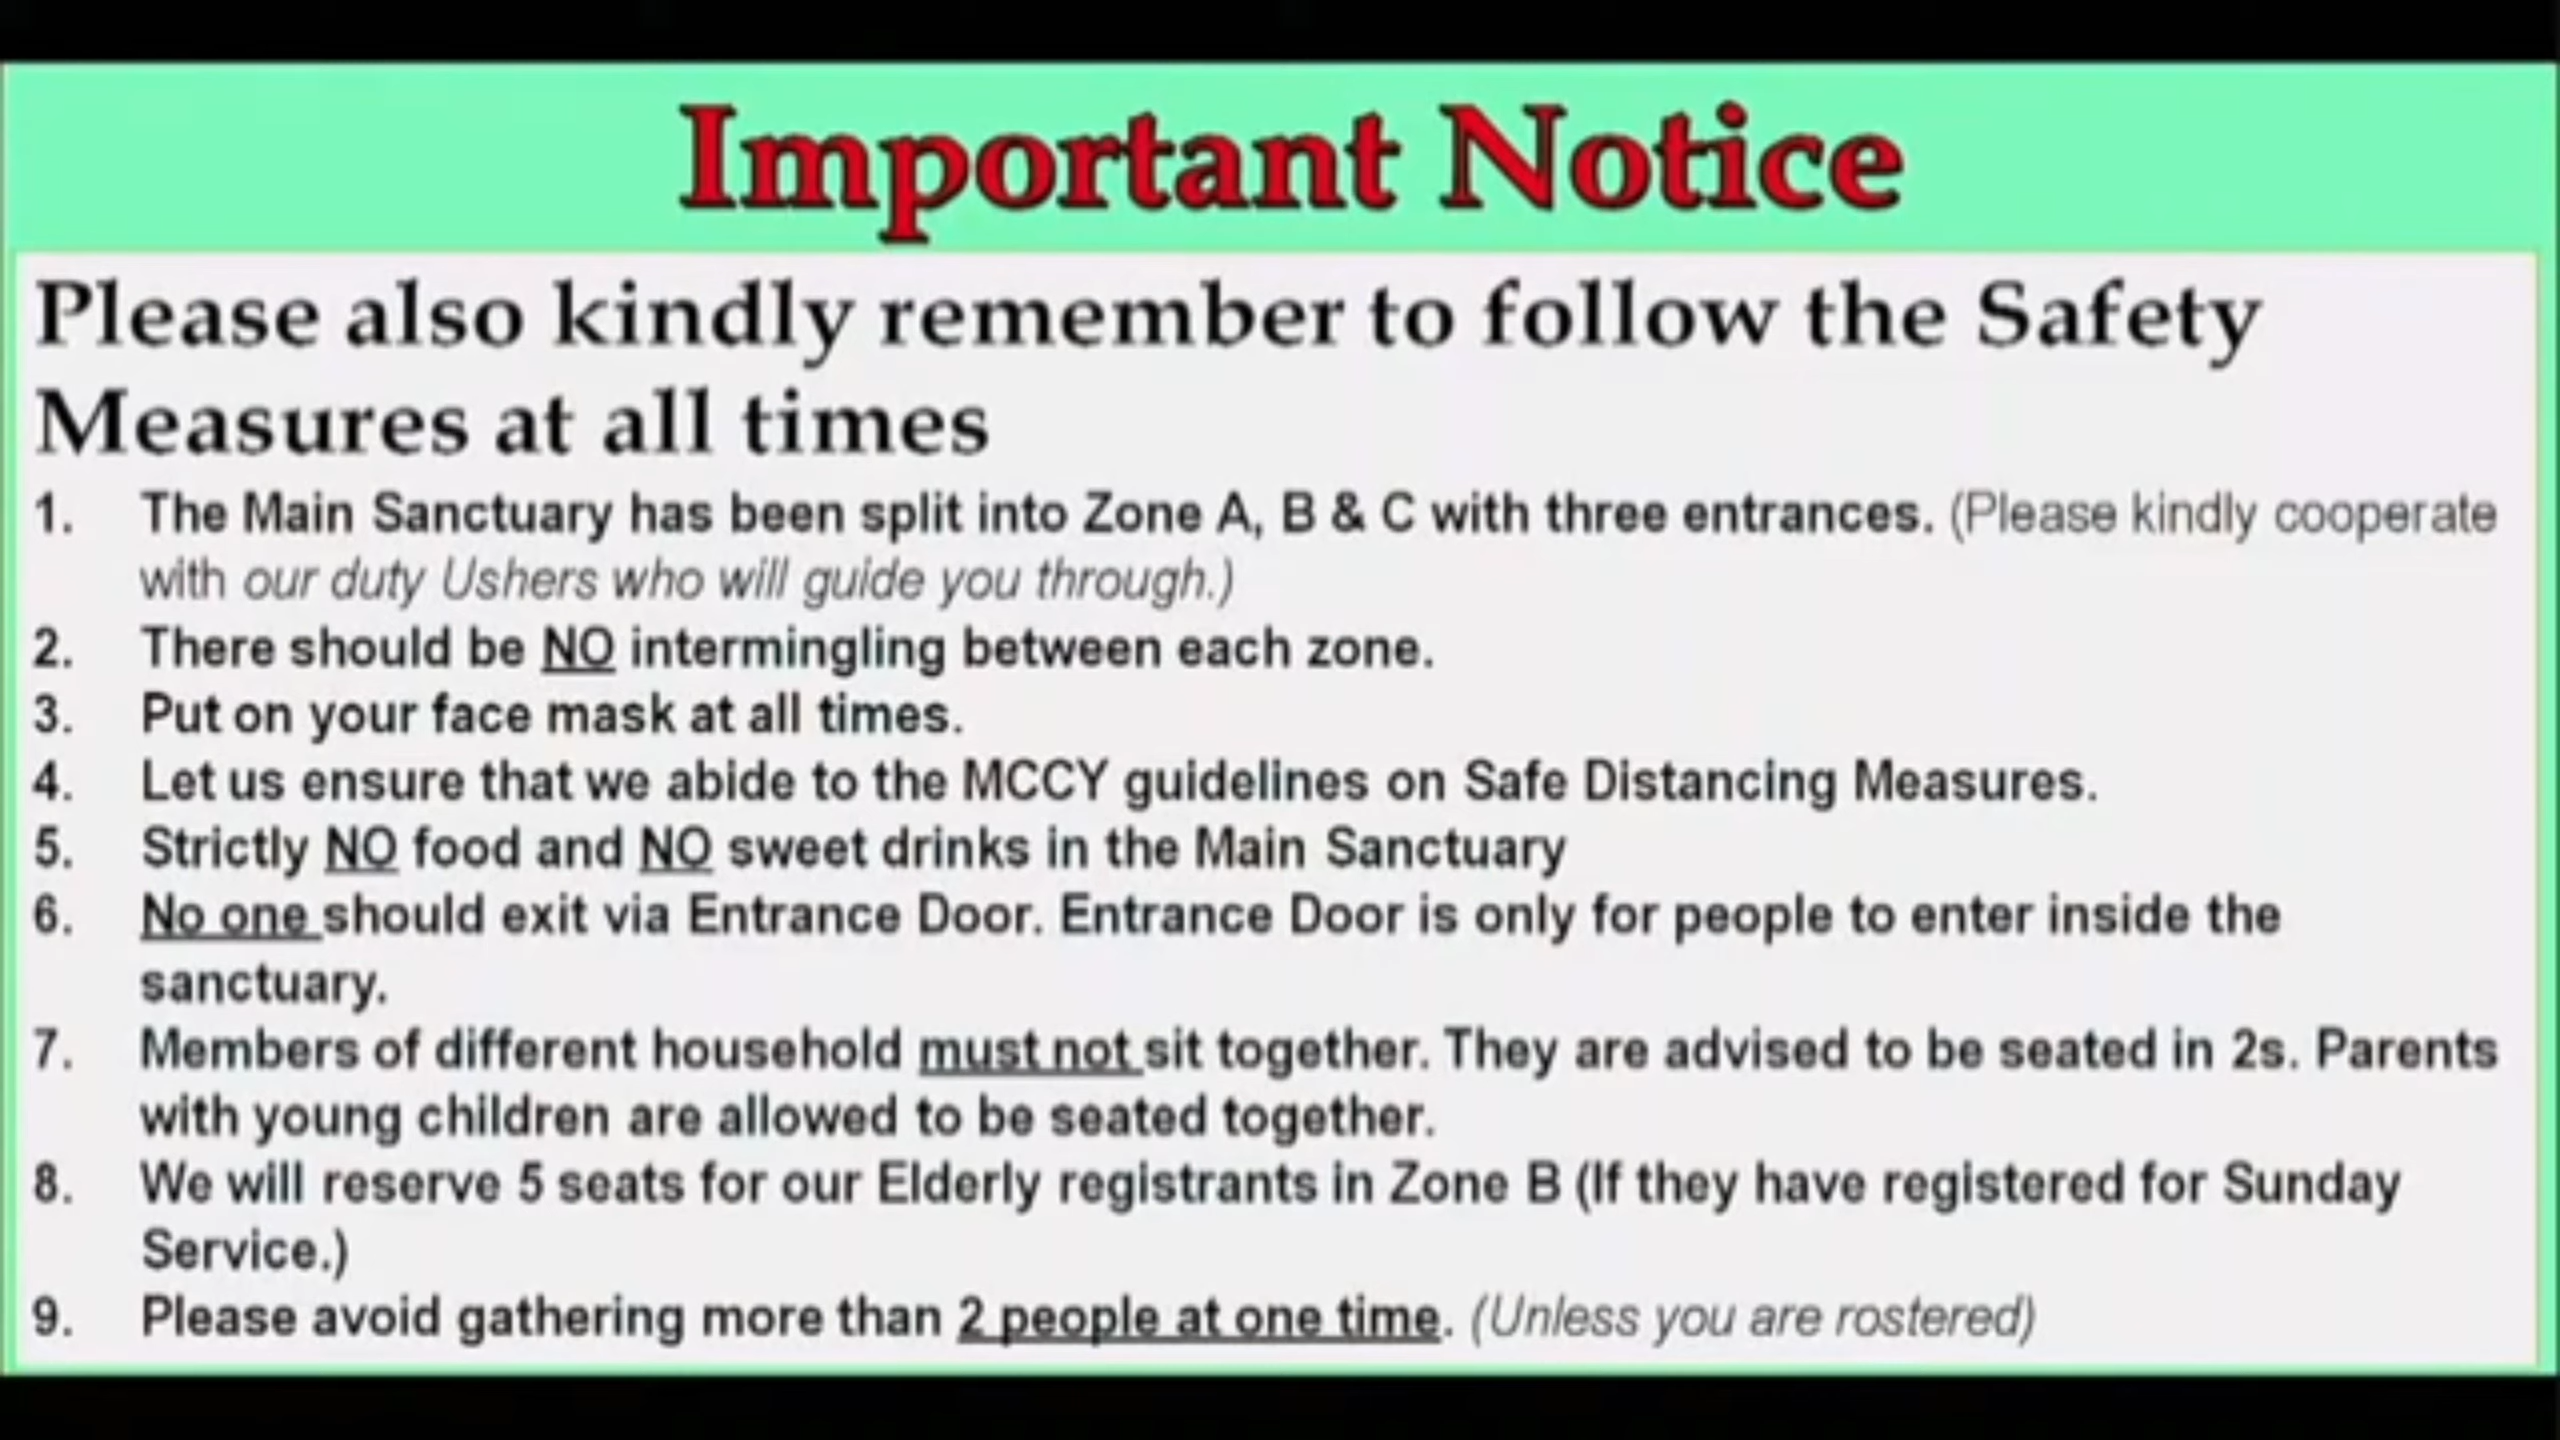 Important Notice
Please also kindly remember to follow the Safety
Measures at all times
1. The Main Sanctuary has been split into Zone A, B & C with three entrances. (Please kindly cooperate
with our duty Ushers who will guide you through.)
2. There should be NO intermingling between each zone.
3. Put on your face mask at all times.
4. Let us ensure that we abide to the MCCY guidelines on Safe Distancing Measures.
5. Strictly NO food and NO sweet drinks in the Main Sanctuary
6. No one should exit via Entrance Door. Entrance Door is only for people to enter inside the
sanctuary.
7. Members of different household must not sit together. They are advised to be seated in 2s. Parents
with young children are allowed to be seated together.
8. We will reserve 5 seats for our Elderly registrants in Zone B (If they have registered for Sunday
Service.)
9. Please avoid gathering more than 2 people at one time. (Unless you are rostered)